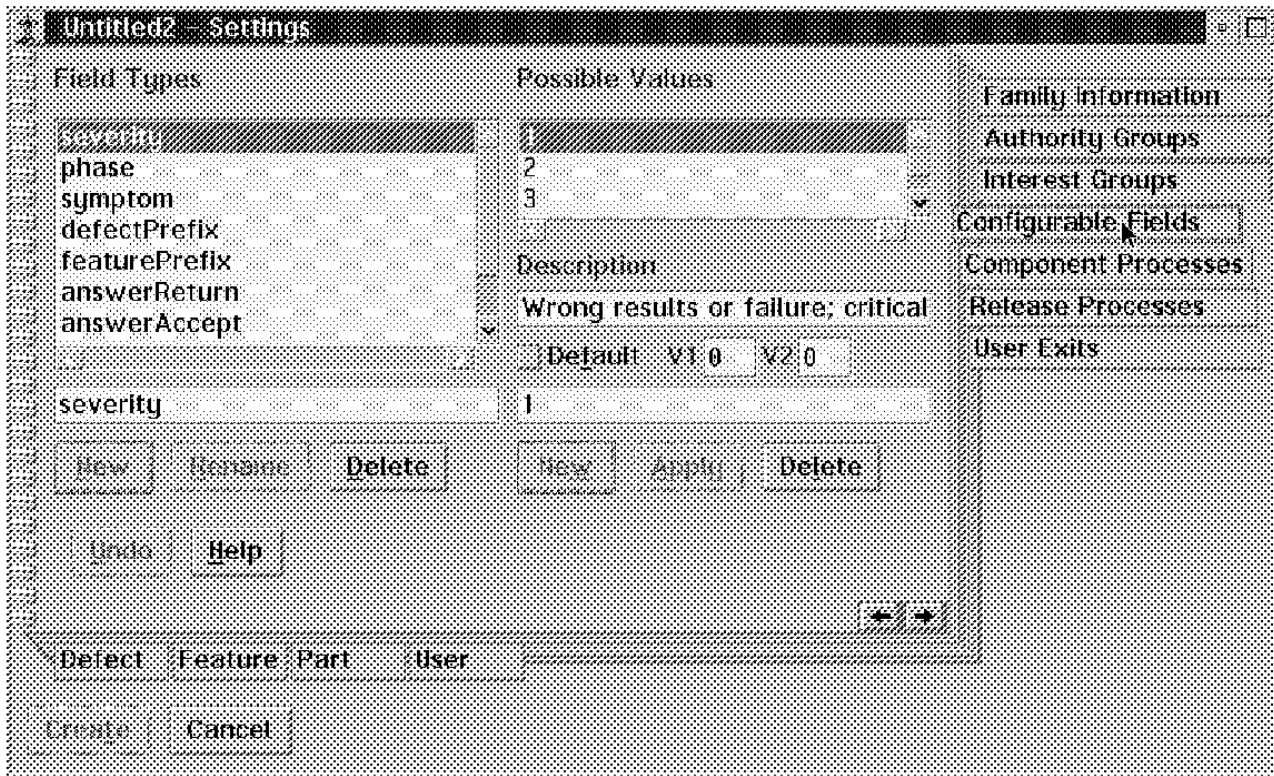 Untitled2 - Settings
Field Types
severity
phase
symptom
defectPrefix
featurePrefix
answerReturn
answerAccept
severity
New Rename Delete
Possible Values
1
2
3
Description
Wrong results or failure; critical
Default V1 0 V2 0
1
New Apply Delete
Undo Help
Family Information
Authority Groups
Interest Groups
Configurable Fields
Component Processes
Release Processes
User Exits
Defect Feature Part User
Create Cancel